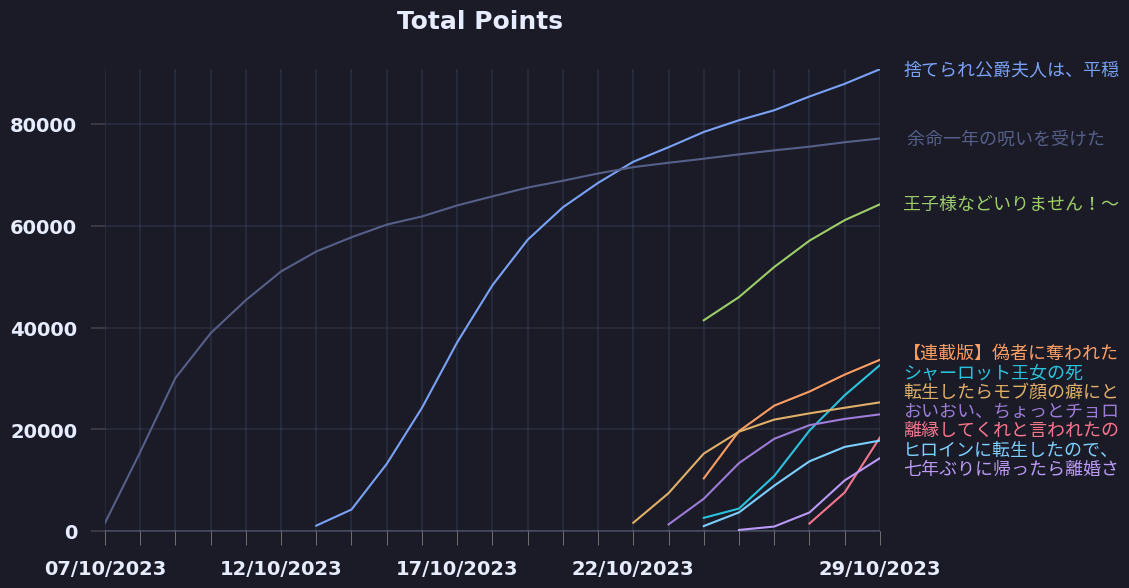 Total Points
捨てられ公爵夫人は、平穏
余命一年の呪いを受けた
王子様などいりません！～
【連載版】偽者に奪われた
シャーロット王女の死
転生したらモブ顔の癖にと
おいおい、ちょっとチョロ
離縁してくれと言われたの
ヒロインに転生したので、
七年ぶりに帰ったら離婚さ
80000
60000
40000
20000
0
07/10/2023
12/10/2023
17/10/2023
22/10/2023
29/10/2023